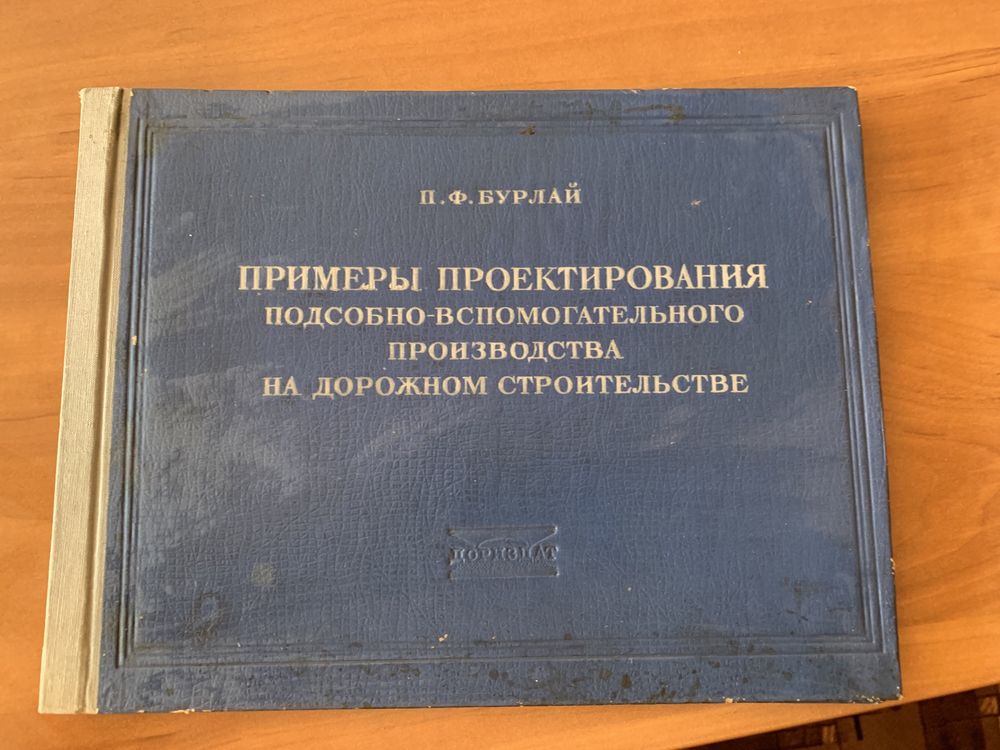 П.Ф.БУРЛАЙ
ПРИМЕРЫ ПРОЕКТИРОВАНИЯ
ПОДСОБНО-ВСПОМОГАТЕЛЬНОГО
ПРОИЗВОДСТВА
НА ДОРОЖНОМ СТРОИТЕЛЬСТВЕ
ДОРИЗДАТ